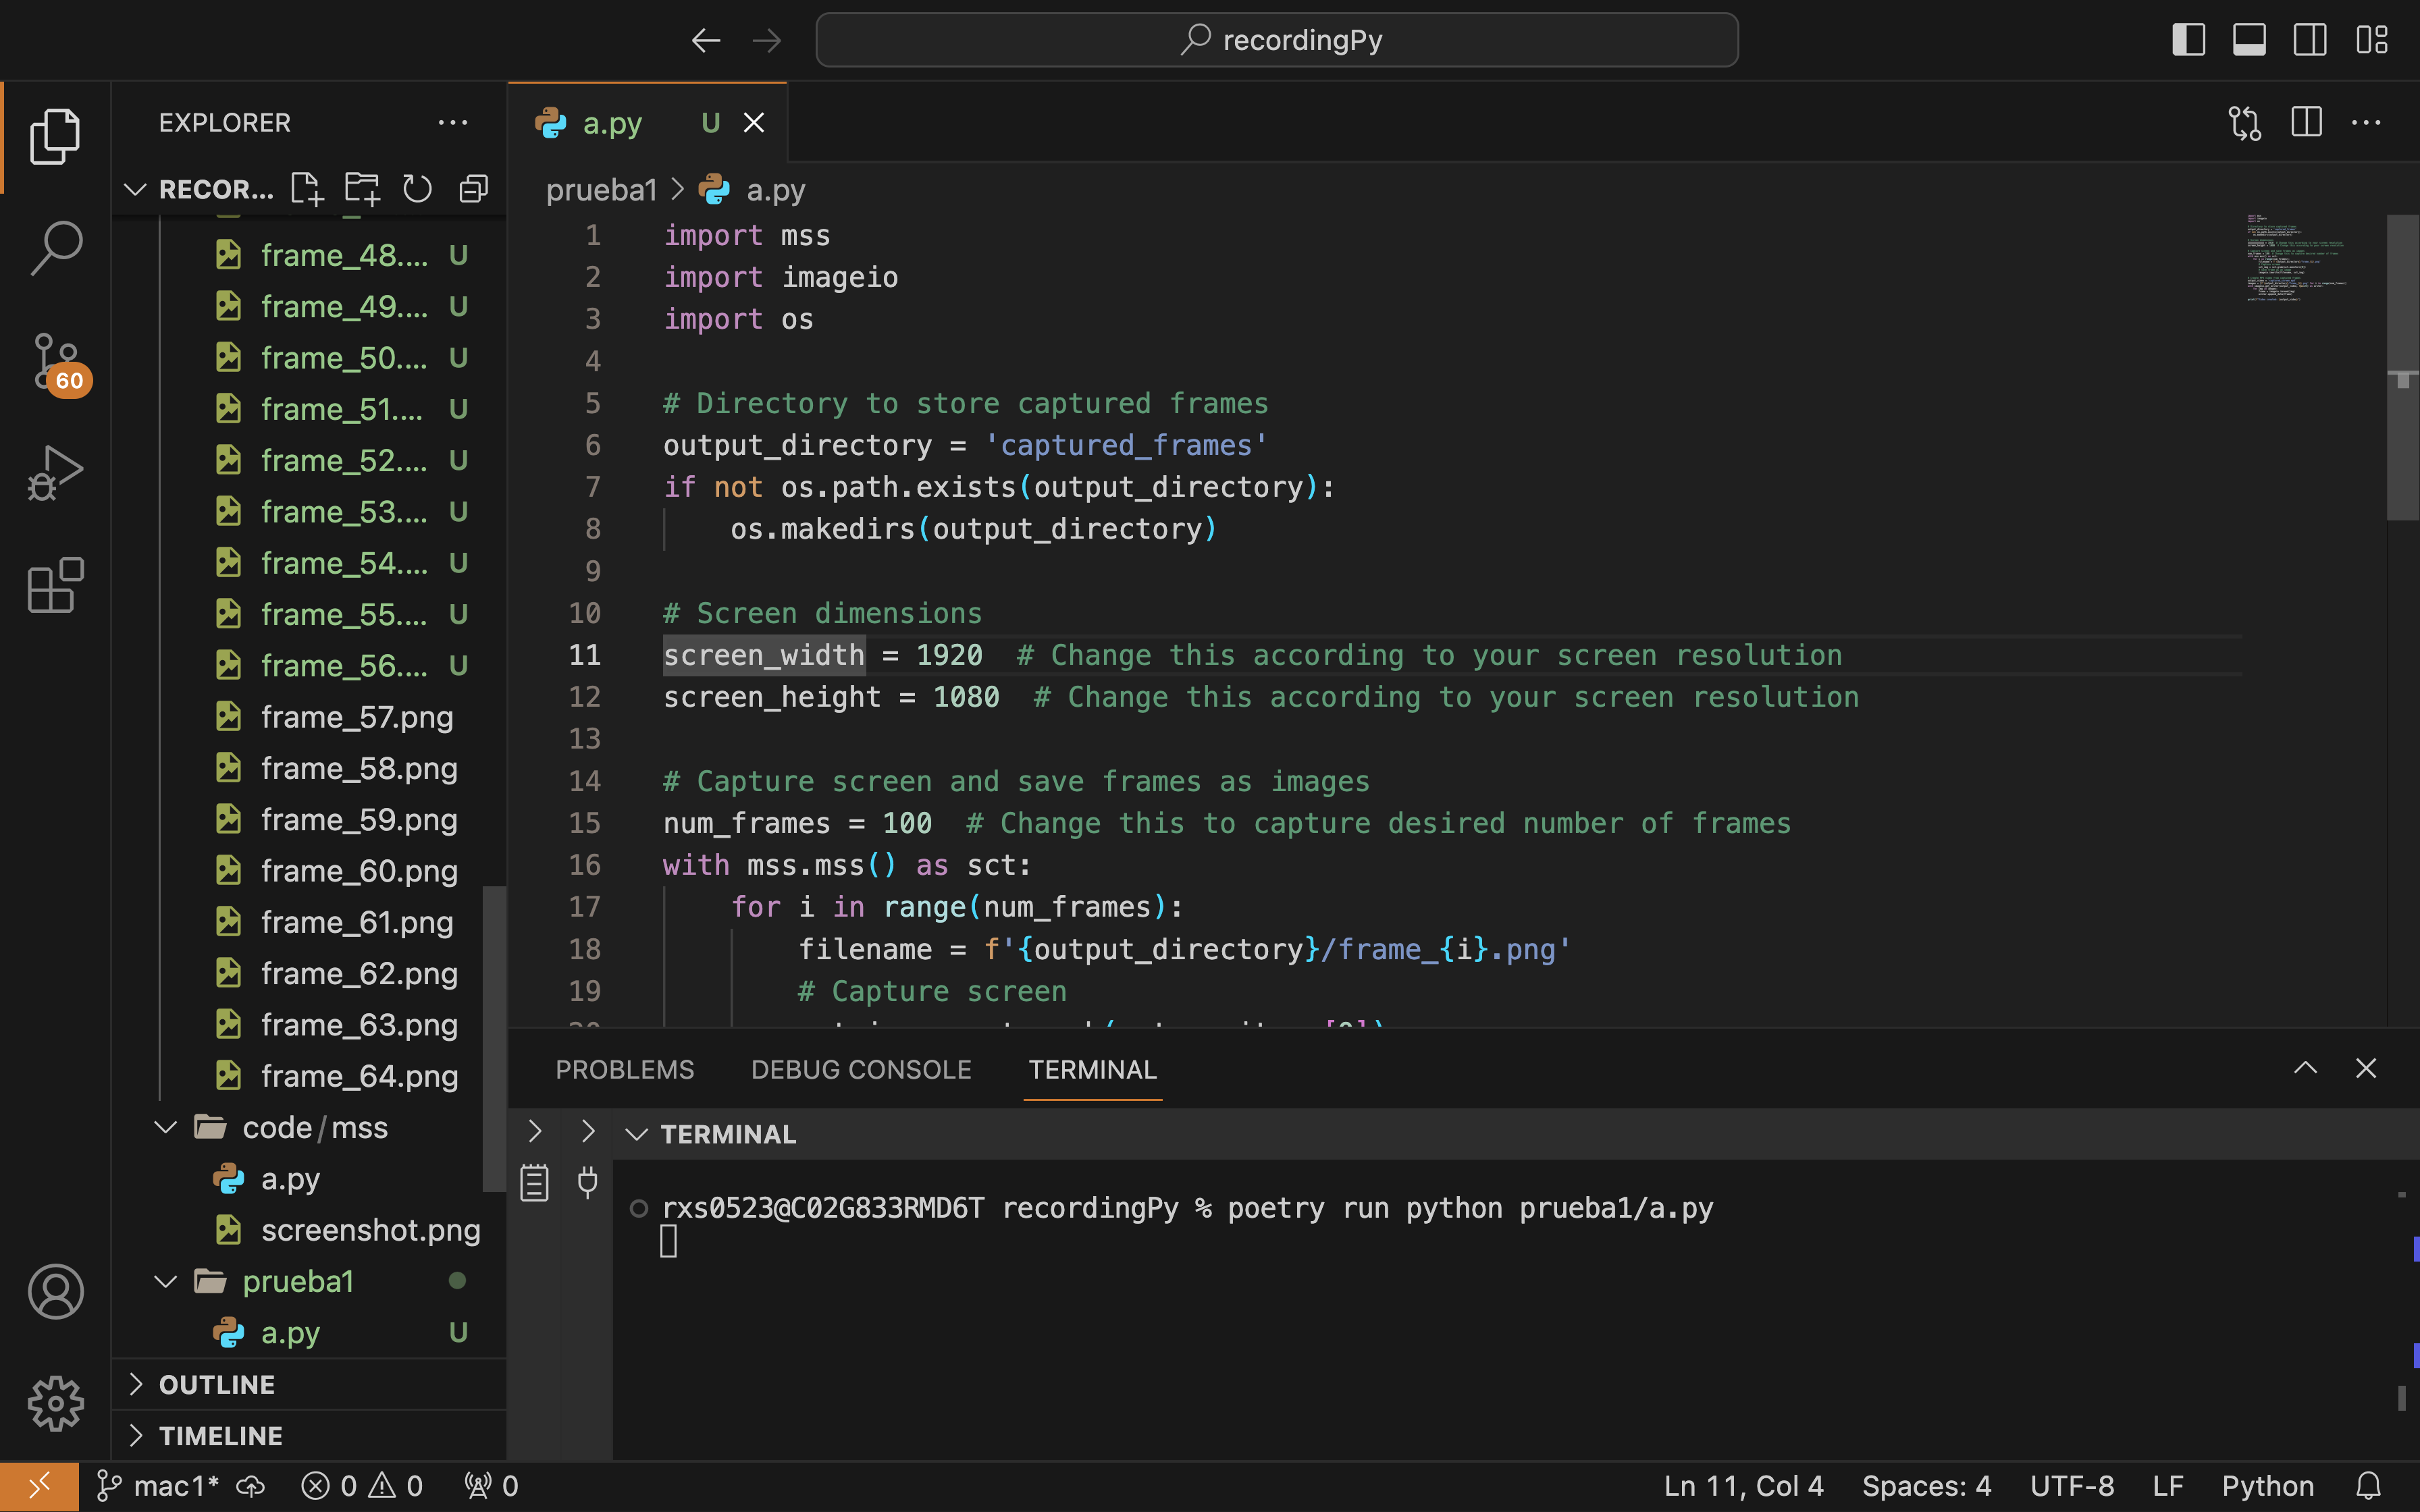 recordingPy
EXPLORER
RECOR...
frame_48.... U
frame_49.... U
frame_50.... U
frame_51.... U
frame_52.... U
frame_53.... U
frame_54.... U
frame_55.... U
frame_56.... U
frame_57.png
frame_58.png
frame_59.png
frame_60.png
frame_61.png
frame_62.png
frame_63.png
frame_64.png
code/mss
a.py
screenshot.png
prueba1
a.py U
OUTLINE
TIMELINE
60
a.py U
prueba1 > a.py
1 import mss
2 import imageio
3 import os
4
5 # Directory to store captured frames
6 output_directory = 'captured_frames'
7 if not os.path.exists(output_directory):
8     os.makedirs(output_directory)
9
10 # Screen dimensions
11 screen_width = 1920  # Change this according to your screen resolution
12 screen_height = 1080  # Change this according to your screen resolution
13
14 # Capture screen and save frames as images
15 num_frames = 100  # Change this to capture desired number of frames
16 with mss.mss() as sct:
17     for i in range(num_frames):
18         filename = f'{output_directory}/frame_{i}.png'
19         # Capture screen
PROBLEMS DEBUG CONSOLE TERMINAL
TERMINAL
rxs0523@C02G833RMD6T recordingPy % poetry run python prueba1/a.py
mac1* 0 0 0 Ln 11, Col 4 Spaces: 4 UTF-8 LF Python